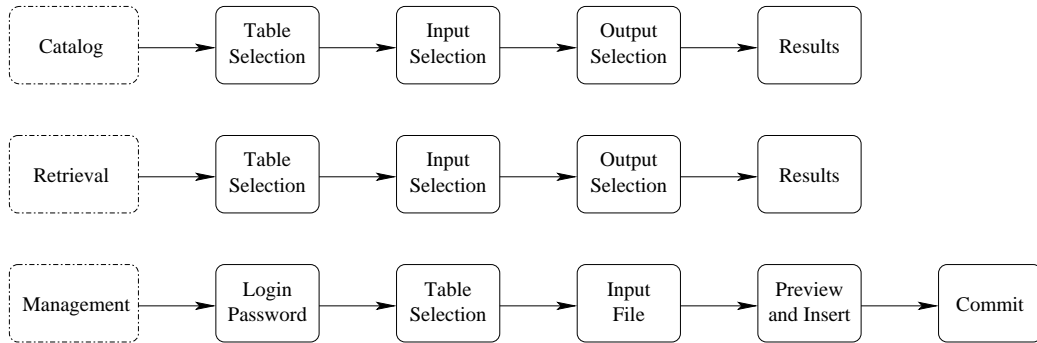 Catalog
Table
Selection
Input
Selection
Output
Selection
Results
Retrieval
Table
Selection
Input
Selection
Output
Selection
Results
Management
Login
Password
Table
Selection
Input
File
Preview
and Insert
Commit